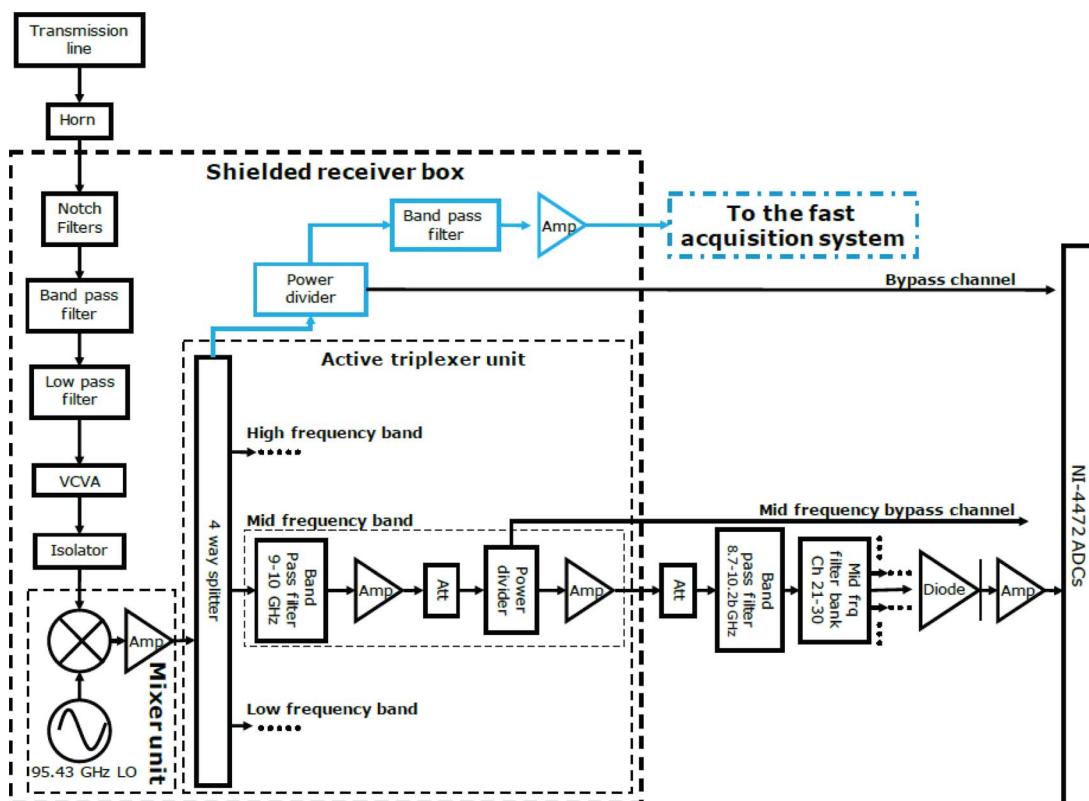 Transmission
line
Horn
Shielded receiver box
Notch
Filters
Band pass
filter
Amp
To the fast
acquisition system
Band pass
filter
Power
divider
Bypass channel
Low pass
filter
Active triplexer unit
High frequency band
VCVA
Isolator
4 way splitter
Mid frequency band
Mid frequency bypass channel
Band
Pass filter
9-10 GHz
Amp
Att
Power
divider
Amp
Att
Band
pass filter
8.7-10.2b GHz
Mid frq
filter bank
Ch 21-30
Diode
Amp
NI-4472 ADCs
Amp
Mixer unit
Low frequency band
95.43 GHz LO